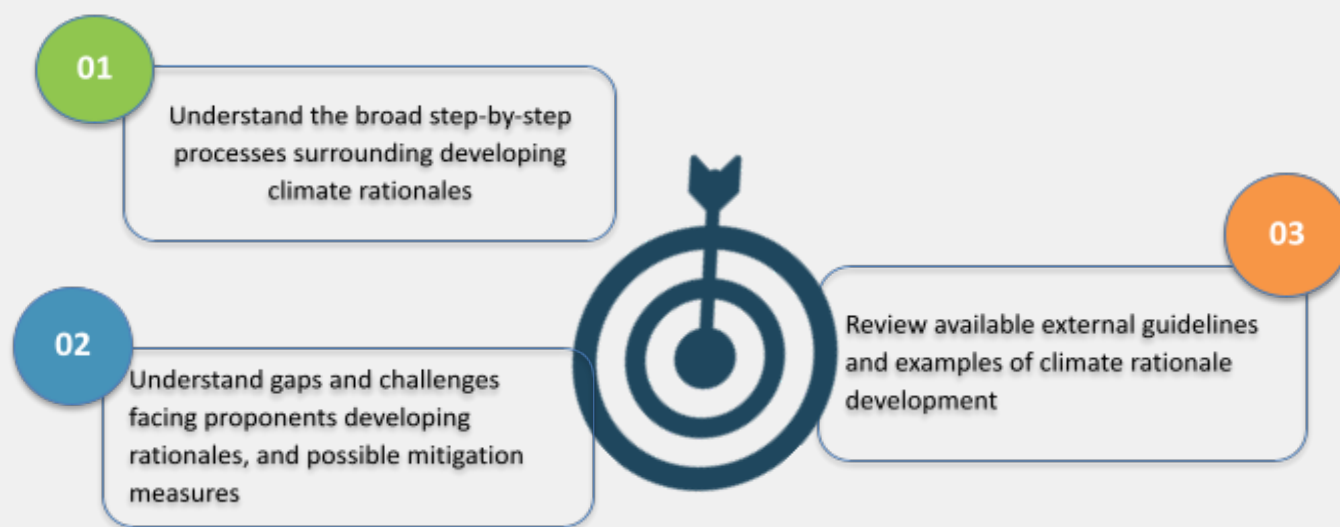 01
Understand the broad step-by-step
processes surrounding developing
climate rationales
02
Understand gaps and challenges
facing proponents developing
rationales, and possible mitigation
measures
03
Review available external guidelines
and examples of climate rationale
development